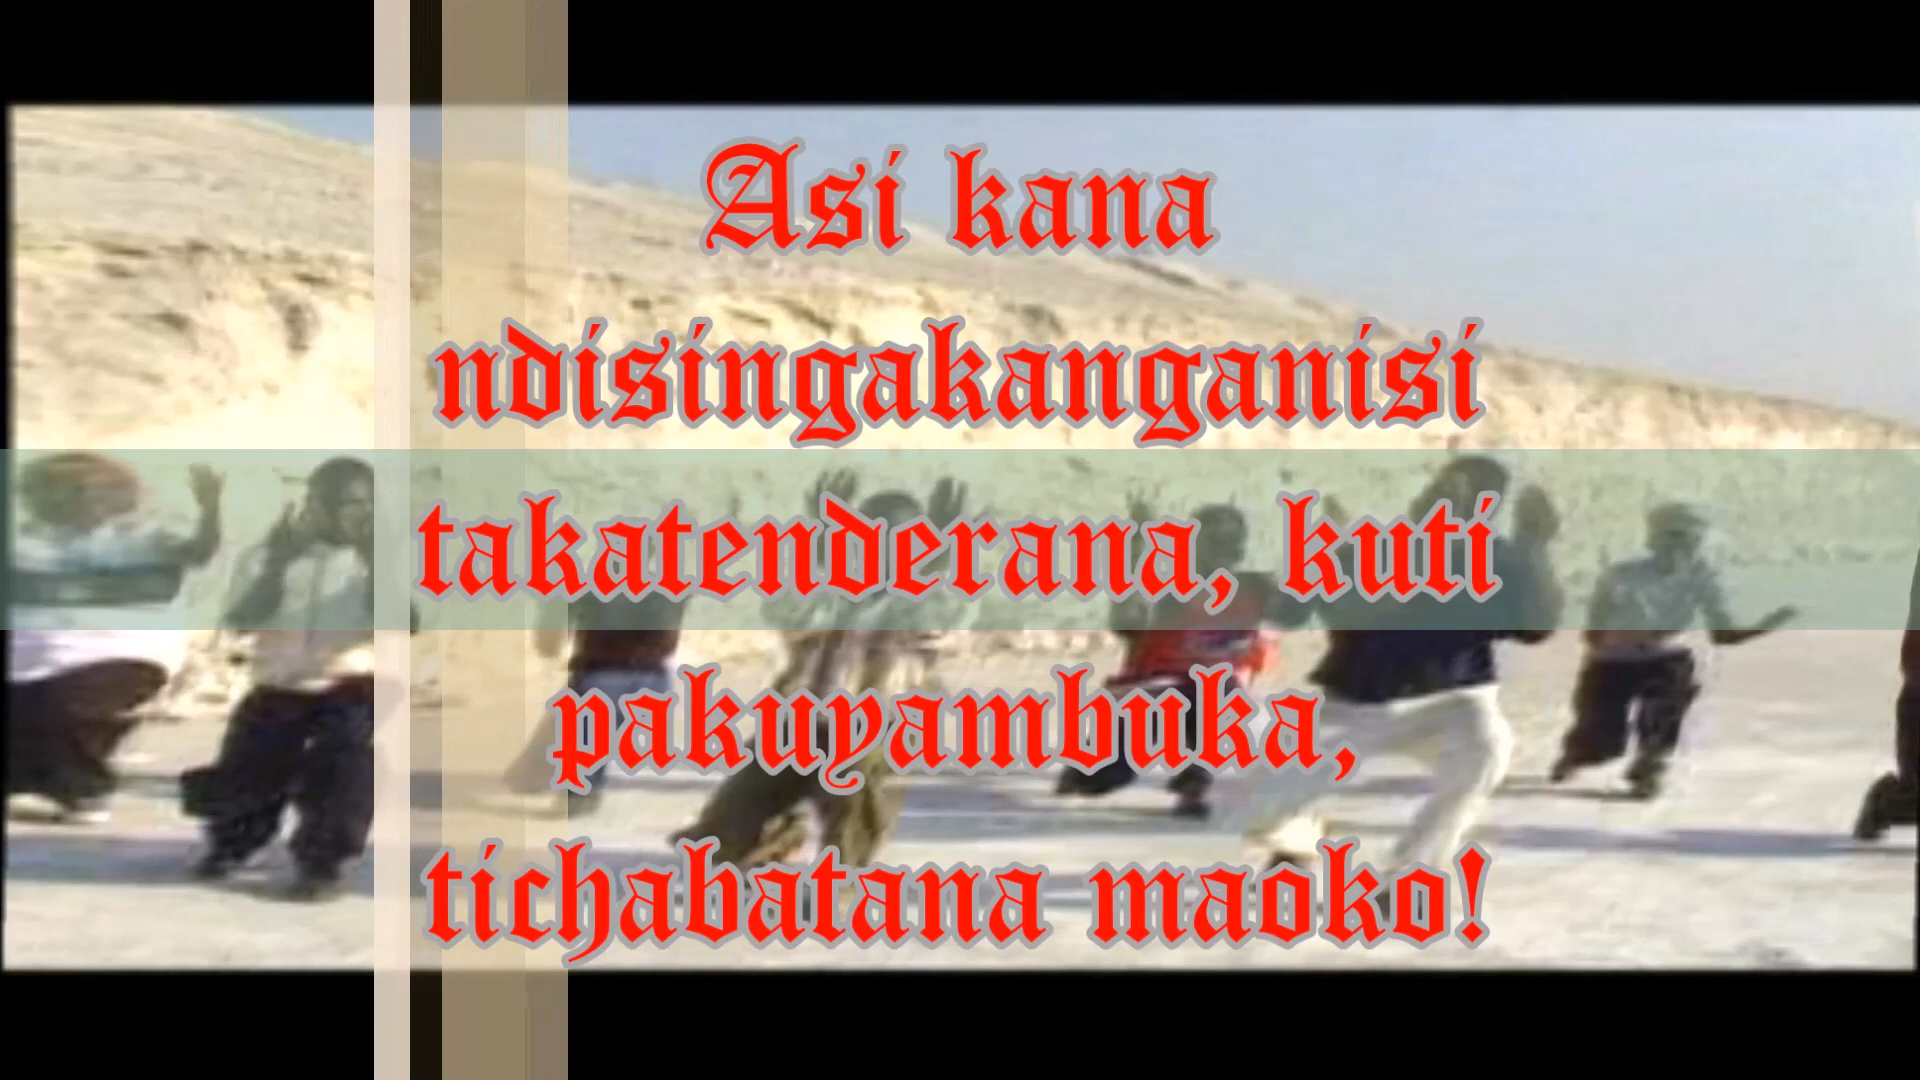 Asi kana
ndisingakanganisi
takatenderana, kuti
pakuyambuka,
tichabatana maoko!